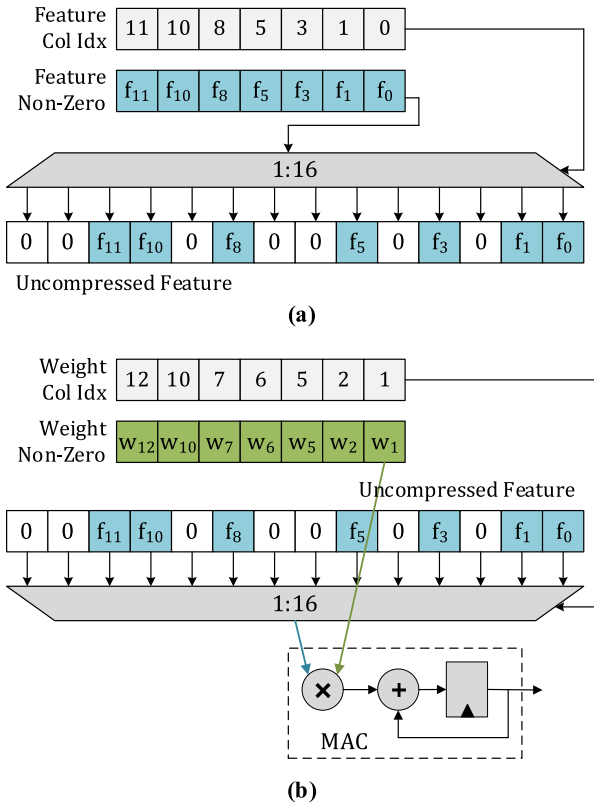 Feature
Col Idx
11 10 8 5 3 1 0
Feature
Non-Zero
f11 f10 f8 f5 f3 f1 f0
1:16
0 0 f11 f10 0 f8 0 0 f5 0 f3 0 f1 f0
Uncompressed Feature
(a)
Weight
Col Idx
12 10 7 6 5 2 1
Weight
Non-Zero
w12 w10 w7 w6 w5 w2 w1
Uncompressed Feature
0 0 f11 f10 0 f8 0 0 f5 0 f3 0 f1 f0
1:16
× +
MAC
(b)